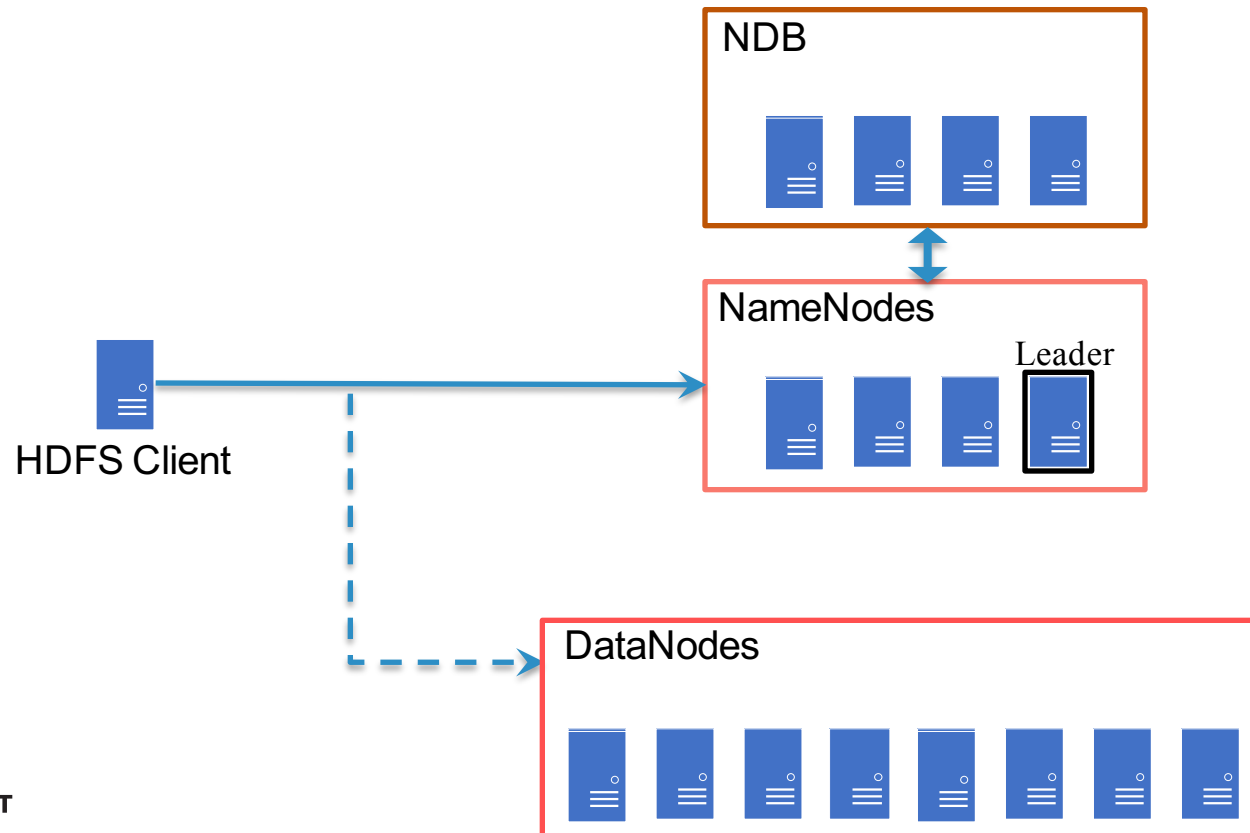 NDB
NameNodes
Leader
HDFS Client
DataNodes
T